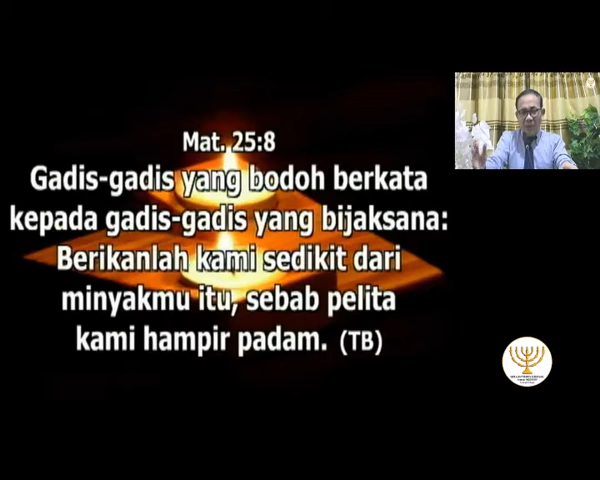 Mat. 25:8
Gadis-gadis yang bodoh berkata
kepada gadis-gadis yang bijaksana:
Berikanlah kami sedikit dari
minyakmu itu, sebab pelita
kami hampir padam. (TB)